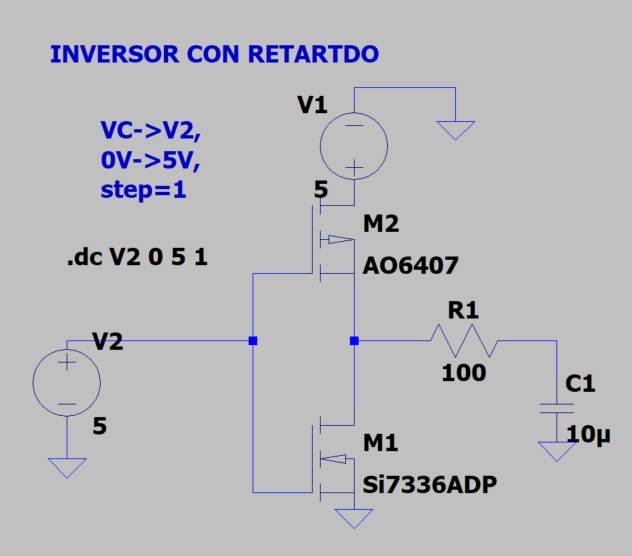 INVERSOR CON RETARTDO
V1
VC->V2,
0V->5V,
step=1
5
M2
.dc V2 0 5 1
AO6407
R1
V2
100
C1
5
10µ
M1
Si7336ADP